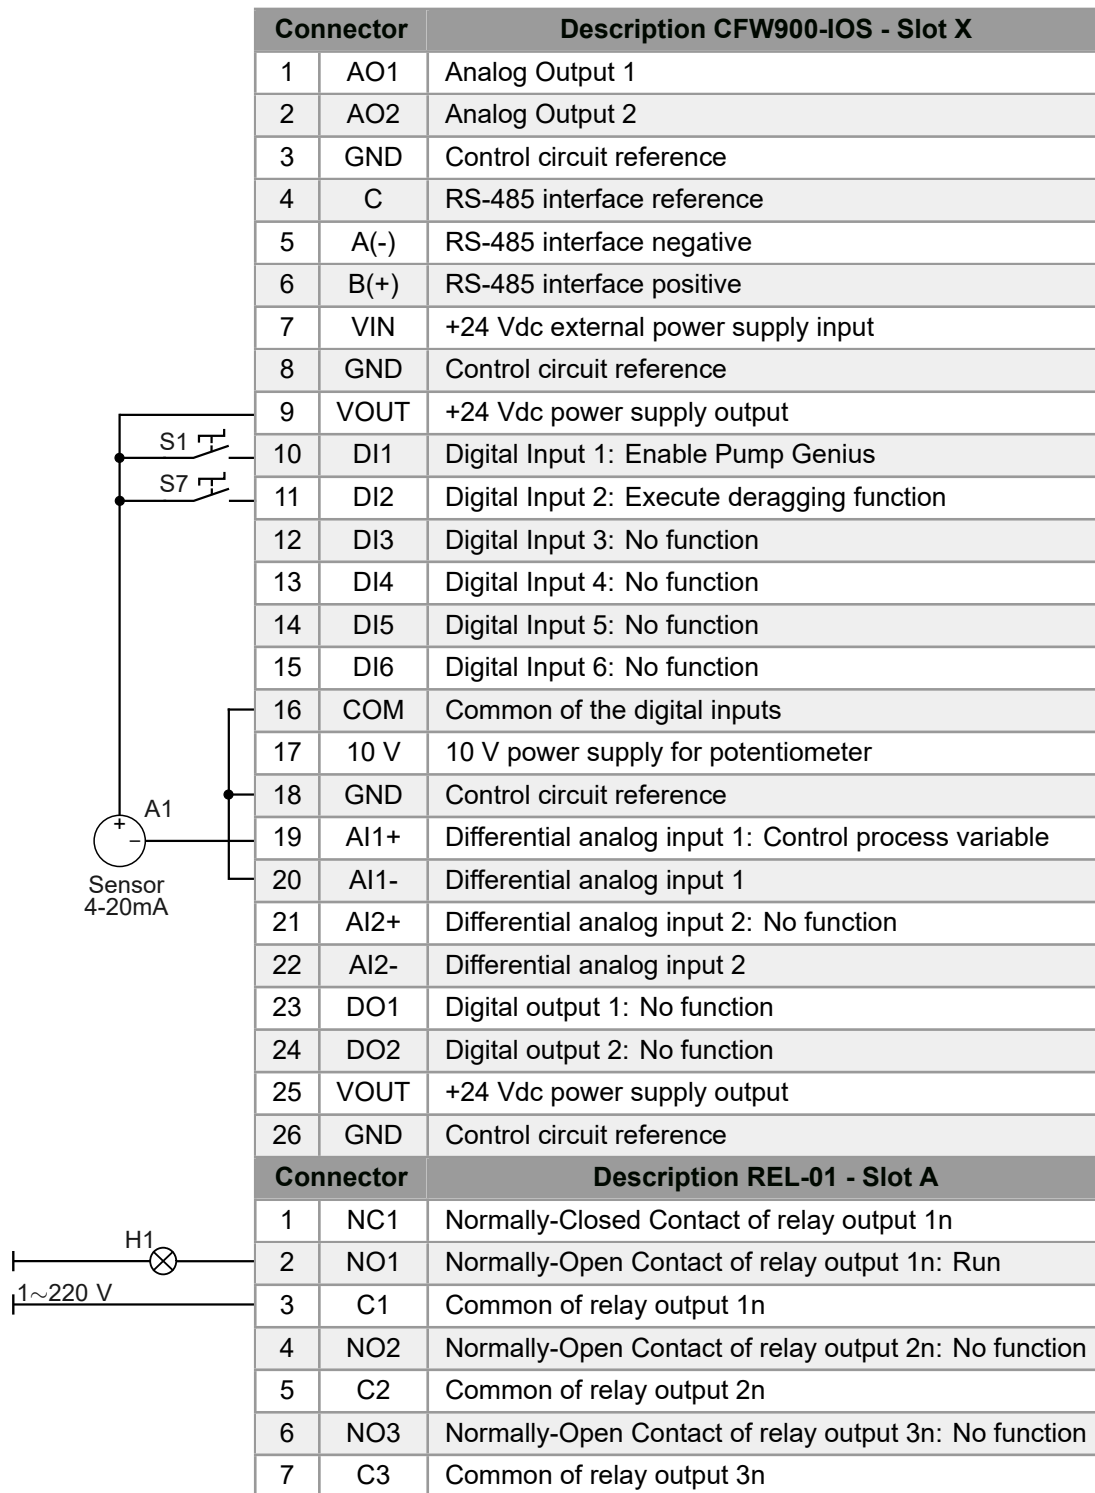 Connector Description CFW900-IOS - Slot X
1 AO1 Analog Output 1
2 AO2 Analog Output 2
3 GND Control circuit reference
4 C RS-485 interface reference
5 A(-) RS-485 interface negative
6 B(+) RS-485 interface positive
7 VIN +24 Vdc external power supply input
8 GND Control circuit reference
9 VOUT +24 Vdc power supply output
S1 10 DI1 Digital Input 1: Enable Pump Genius
S7 11 DI2 Digital Input 2: Execute deragging function
12 DI3 Digital Input 3: No function
13 DI4 Digital Input 4: No function
14 DI5 Digital Input 5: No function
15 DI6 Digital Input 6: No function
16 COM Common of the digital inputs
17 10 V 10 V power supply for potentiometer
18 GND Control circuit reference
A1
+ − 19 AI1+ Differential analog input 1: Control process variable
Sensor
4-20mA
20 AI1- Differential analog input 1
21 AI2+ Differential analog input 2: No function
22 AI2- Differential analog input 2
23 DO1 Digital output 1: No function
24 DO2 Digital output 2: No function
25 VOUT +24 Vdc power supply output
26 GND Control circuit reference
Connector Description REL-01 - Slot A
1 NC1 Normally-Closed Contact of relay output 1n
H1 2 NO1 Normally-Open Contact of relay output 1n: Run
1∼220 V 3 C1 Common of relay output 1n
4 NO2 Normally-Open Contact of relay output 2n: No function
5 C2 Common of relay output 2n
6 NO3 Normally-Open Contact of relay output 3n: No function
7 C3 Common of relay output 3n